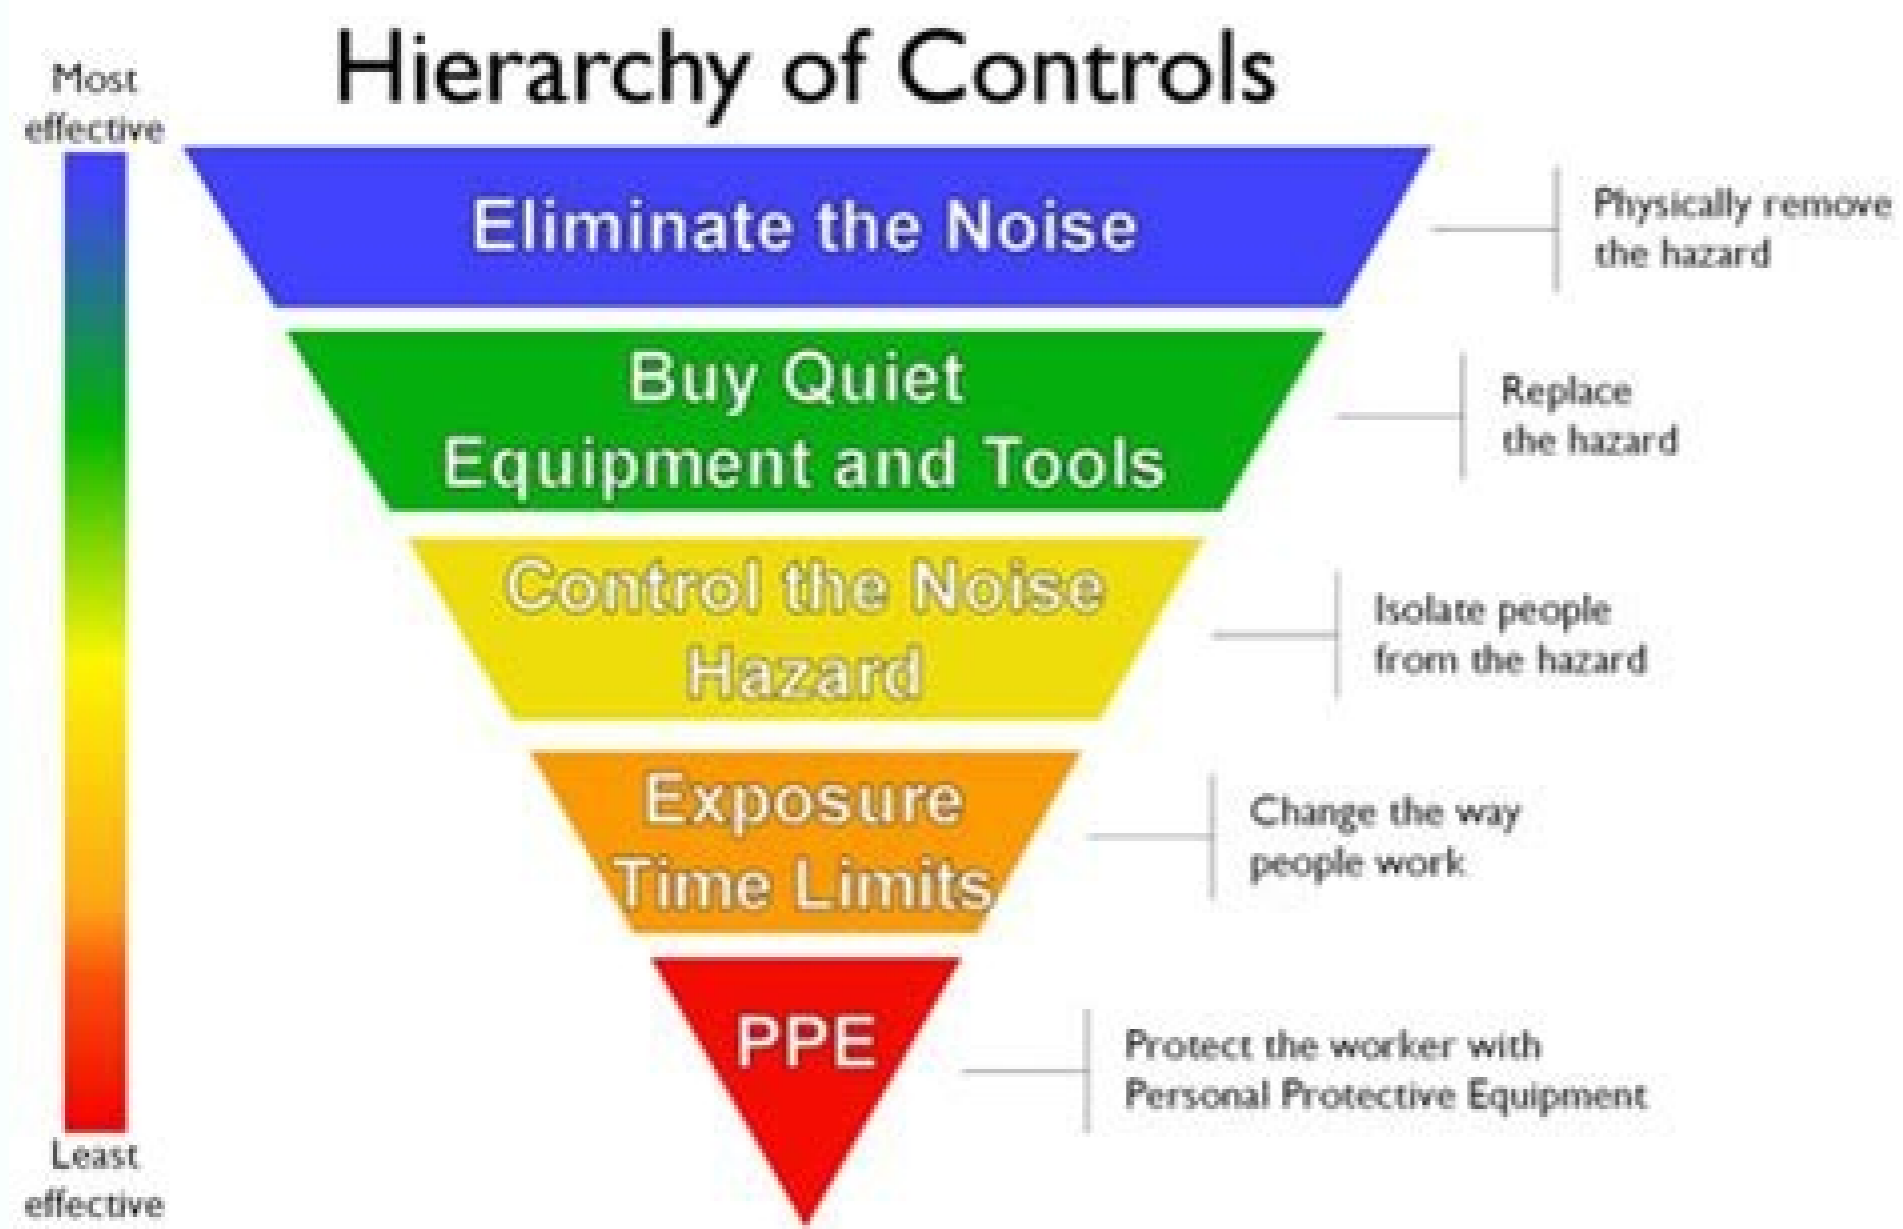 Hierarchy of Controls
Most
effective
Eliminate the Noise
Physically remove
the hazard
Buy Quiet
Equipment and Tools
Replace
the hazard
Control the Noise
Hazard
Isolate people
from the hazard
Exposure
Time Limits
Change the way
people work
PPE
Protect the worker with
Personal Protective Equipment
Least
effective